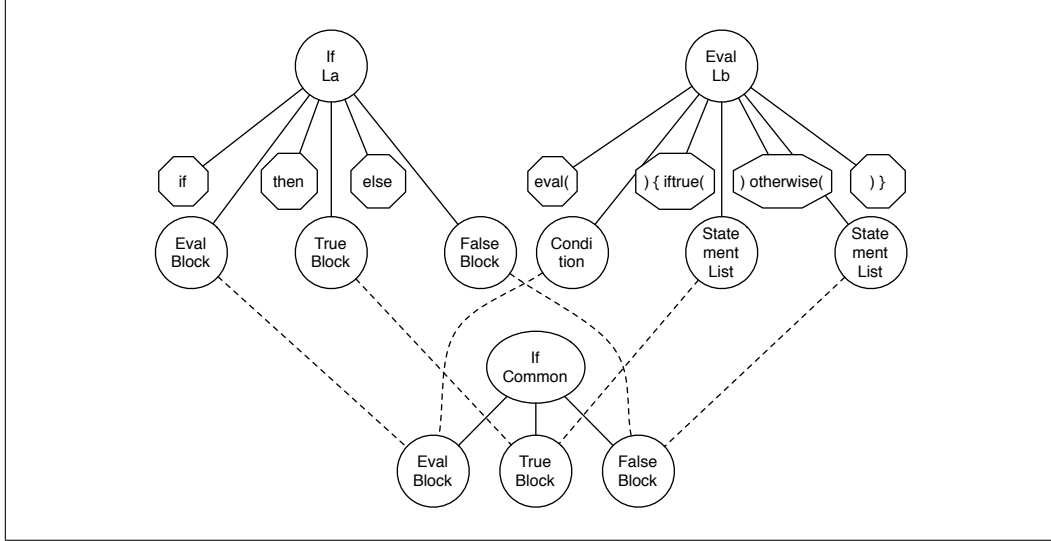 If
La
Eval
Lb
if
then
else
eval(
) { iftrue(
) otherwise(
) }
Eval
Block
True
Block
False
Block
Condi
tion
State
ment
List
State
ment
List
If
Common
Eval
Block
True
Block
False
Block